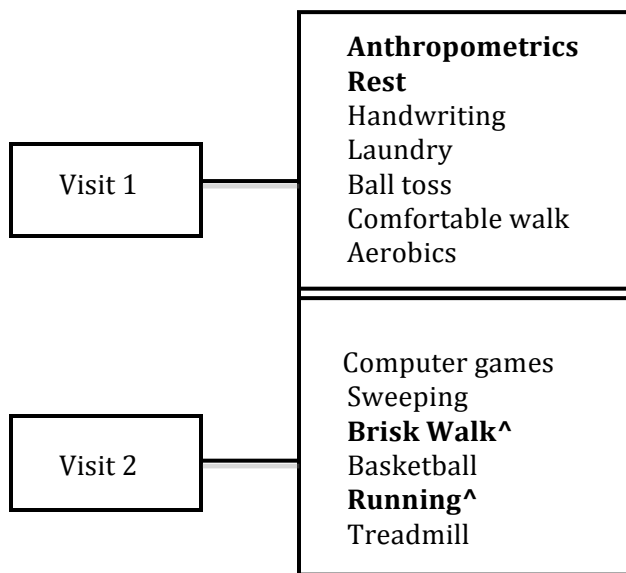 Visit 1
Anthropometrics
Rest
Handwriting
Laundry
Ball toss
Comfortable walk
Aerobics
Visit 2
Computer games
Sweeping
Brisk Walk^
Basketball
Running^
Treadmill